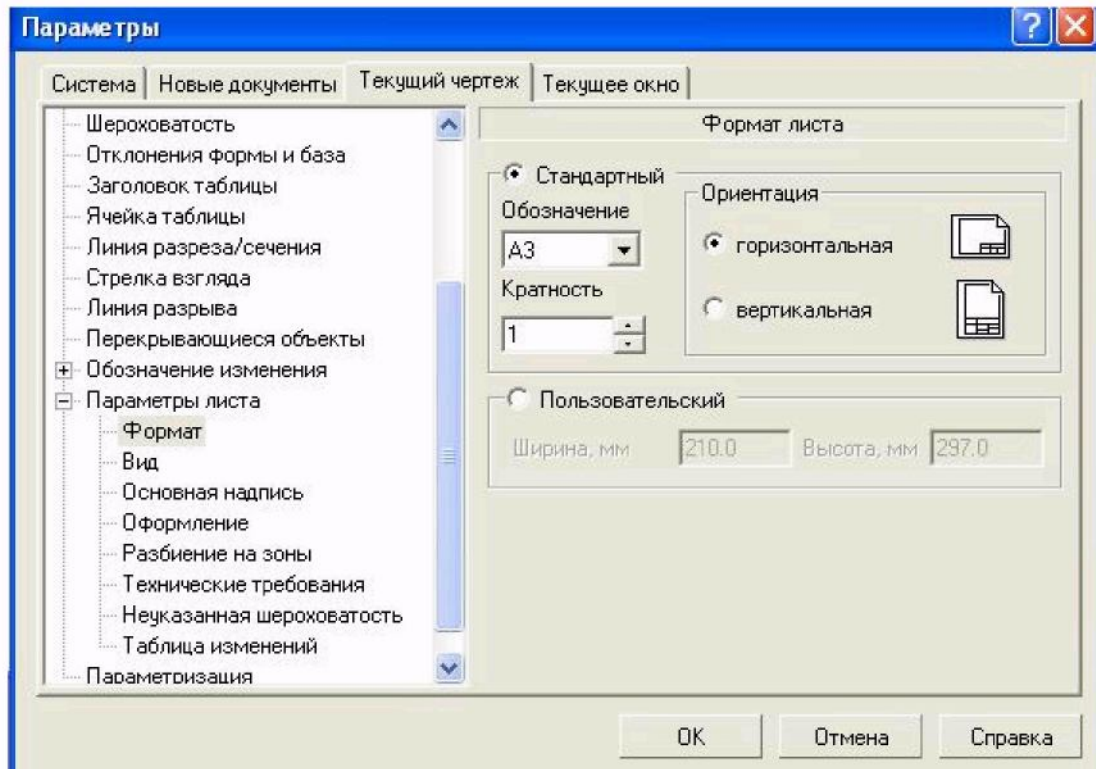 Параметры
Система
Новые документы
Текущий чертеж
Текущее окно
Шероховатость
Отклонения формы и база
Заголовок таблицы
Ячейка таблицы
Линия разреза/сечения
Стрелка взгляда
Линия разрыва
Перекрывающиеся объекты
Обозначение изменения
Параметры листа
Формат
Вид
Основная надпись
Оформление
Разбиение на зоны
Технические требования
Неуказанная шероховатость
Таблица изменений
Параметризация
Формат листа
Стандартный
Обозначение
А3
Кратность
1
Ориентация
горизонтальная
вертикальная
Пользовательский
Ширина, мм 210.0 Высота, мм 297.0
OK Отмена Справка